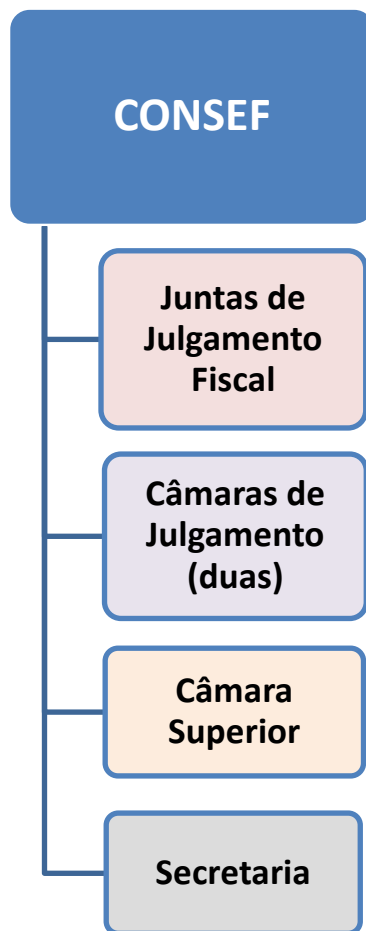 CONSEF
Juntas de
Julgamento
Fiscal
Câmaras de
Julgamento
(duas)
Câmara
Superior
Secretaria